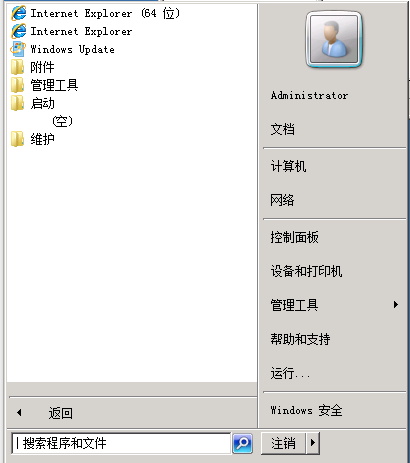 Internet Explorer (64 位)
Internet Explorer
Windows Update
附件
管理工具
启动
(空)
维护
返回
搜索程序和文件
Administrator
文档
计算机
网络
控制面板
设备和打印机
管理工具
帮助和支持
运行...
Windows 安全
注销